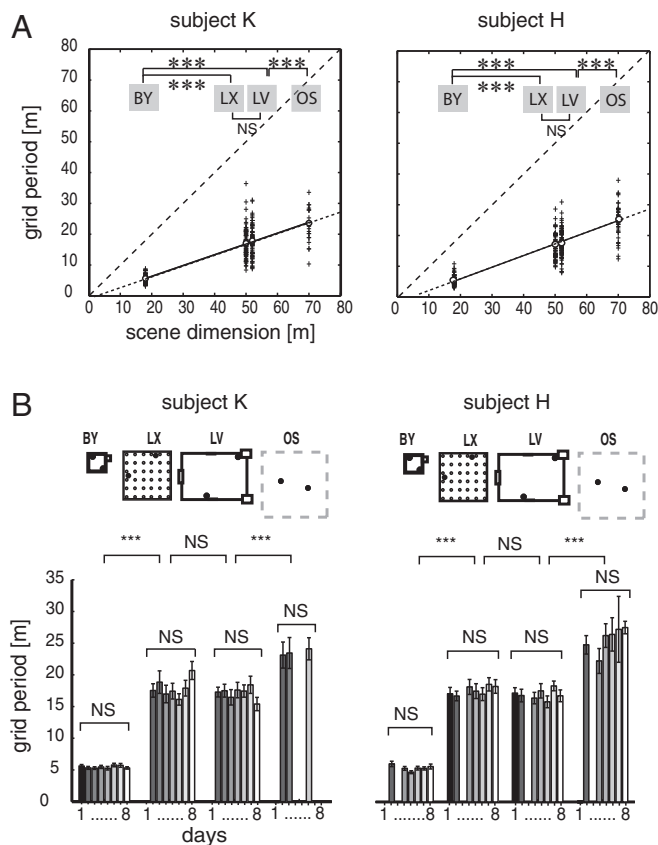 A
subject K
subject H
grid period [m]
80
70
60
50
40
30
20
10
0
*** ***
***
BY LX LV OS
NS
0 10 20 30 40 50 60 70 80
scene dimension [m]
*** ***
***
BY LX LV OS
NS
0 10 20 30 40 50 60 70 80
B
subject K
subject H
BY LX LV OS
BY LX LV OS
*** NS ***
*** NS ***
grid period [m]
35
30
25
20
15
10
5
0
NS NS NS NS
1 ...... 8 1 ...... 8 1 ...... 8 1 ...... 8
days
NS NS NS NS
1 ...... 8 1 ...... 8 1 ...... 8 1 ...... 8